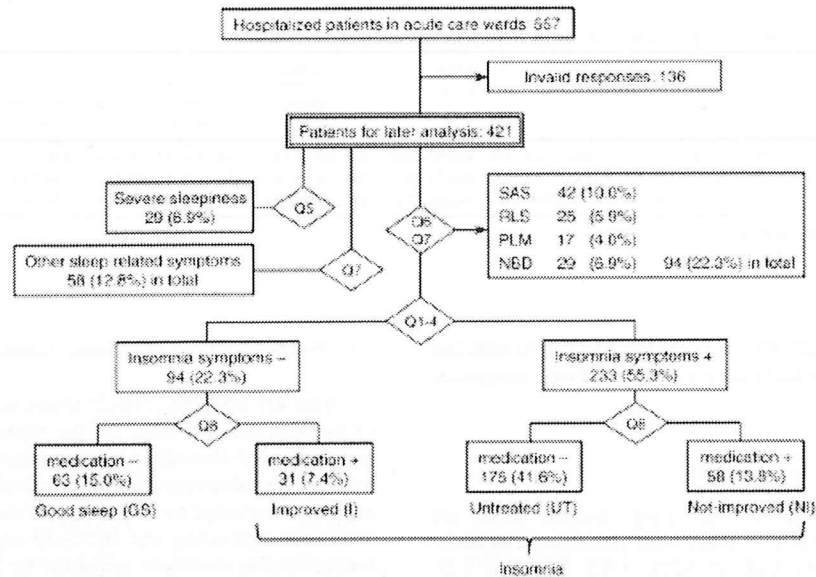 Hospitalized patients in acute care wards: 557
Invalid responses: 136
Patients for later analysis: 421
Severe sleepiness
29 (6.9%)
Q5
Other sleep related symptoms
(12.8%) in total
Q7
Q6
Q7
SAS 42 (10.0%)
RLS 25 (5.9%)
PLM 17 (4.0%)
NBD 29 (6.9%) 94 (22.3%) in total
Q1-4
Insomnia symptoms –
94 (22.3%)
Insomnia symptoms +
233 (55.3%)
Q8
Q8
medication –
63 (15.0%)
medication +
31 (7.4%)
medication –
175 (41.6%)
medication +
58 (13.8%)
Good sleep (GS)
Improved (I)
Untreated (UT)
Not-improved (NI)
Insomnia